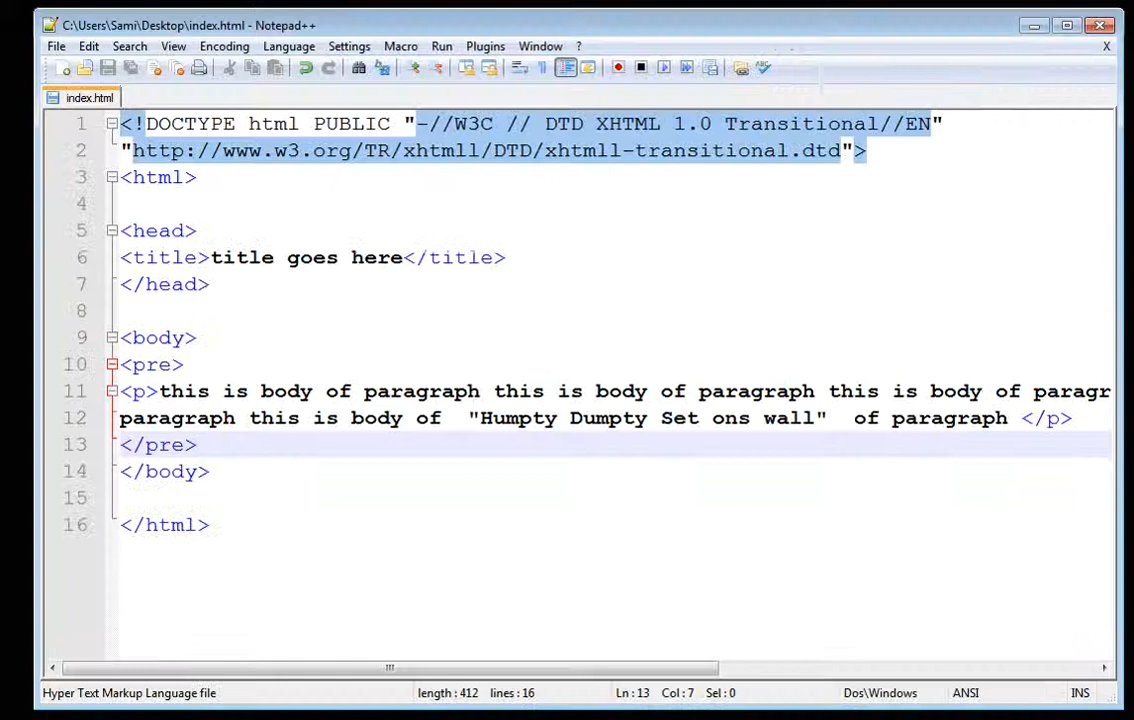 C:\Users\Sami\Desktop\index.html - Notepad++
File Edit Search View Encoding Language Settings Macro Run Plugins Window ? X
index.html
1 <!DOCTYPE html PUBLIC "-//W3C // DTD XHTML 1.0 Transitional//EN"
2 "http://www.w3.org/TR/xhtmll/DTD/xhtmll-transitional.dtd">
3 <html>
4
5 <head>
6 <title>title goes here</title>
7 </head>
8
9 <body>
10 <pre>
11 <p>this is body of paragraph this is body of paragraph this is body of paragr
12 paragraph this is body of  "Humpty Dumpty Set ons wall"  of paragraph </p>
13 </pre>
14 </body>
15
16 </html>
Hyper Text Markup Language file length : 412 lines : 16 Ln : 13 Col : 7 Sel : 0 Dos\Windows ANSI INS